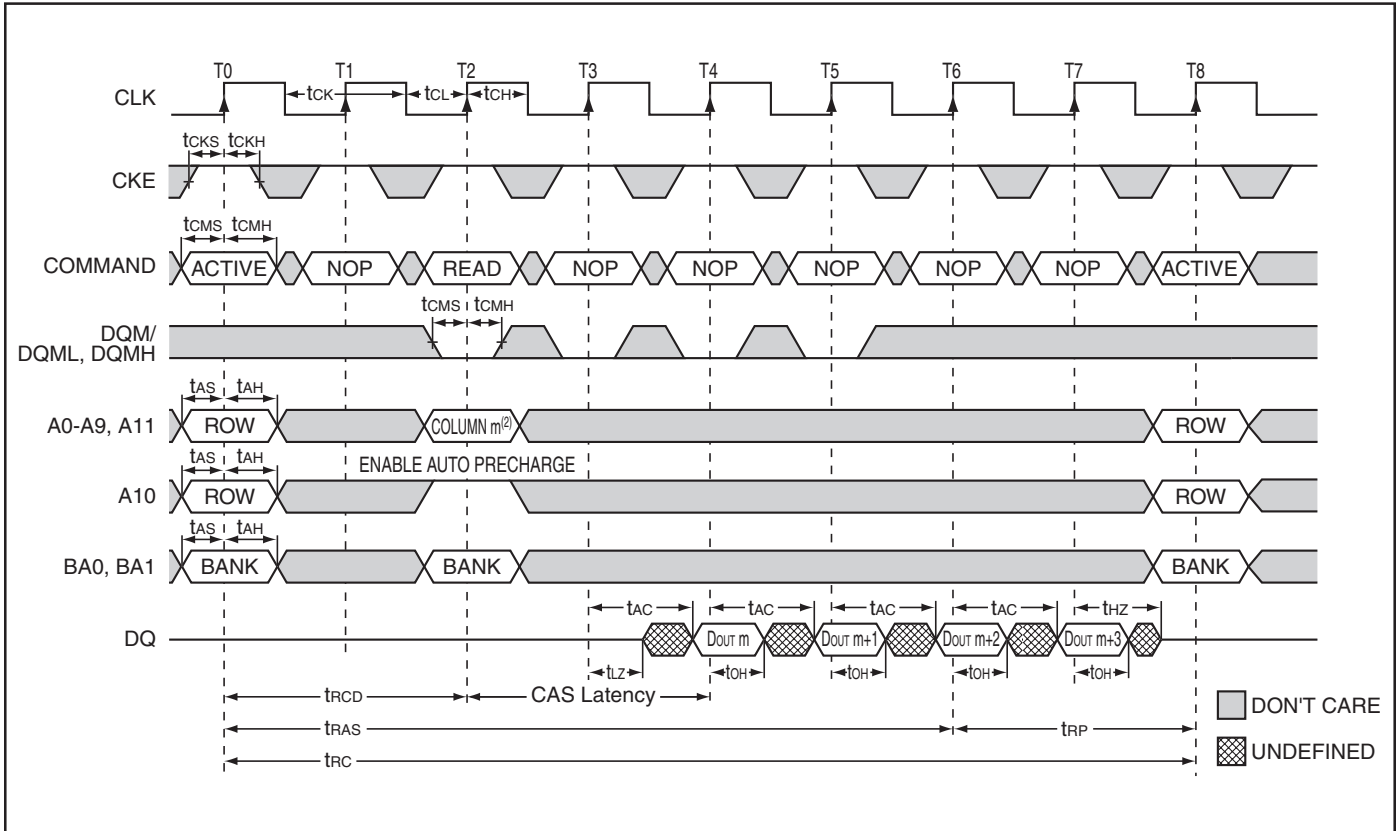 T0 T1 T2 T3 T4 T5 T6 T7 T8
CLK tCK tCL tCH
tCKS tCKH
CKE
tCMS tCMH
COMMAND ACTIVE NOP READ NOP NOP NOP NOP NOP ACTIVE
tCMS tCMH
DQM/
DQML, DQMH
tAS tAH
A0-A9, A11 ROW COLUMN m(2) ROW
tAS tAH ENABLE AUTO PRECHARGE
A10 ROW ROW
tAS tAH
BA0, BA1 BANK BANK BANK
tAC tAC tAC tAC tHZ
DQ DOUT m DOUT m+1 DOUT m+2 DOUT m+3
tLZ tOH tOH tOH tOH
tRCD CAS Latency
DON'T CARE
tRAS tRP
UNDEFINED
tRC